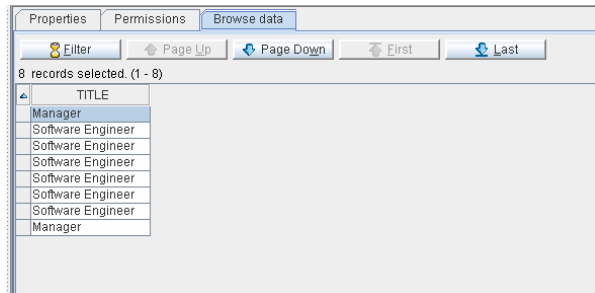 Properties Permissions Browse data
Filter Page Up Page Down First Last
8 records selected. (1 - 8)
TITLE
Manager
Software Engineer
Software Engineer
Software Engineer
Software Engineer
Software Engineer
Software Engineer
Manager